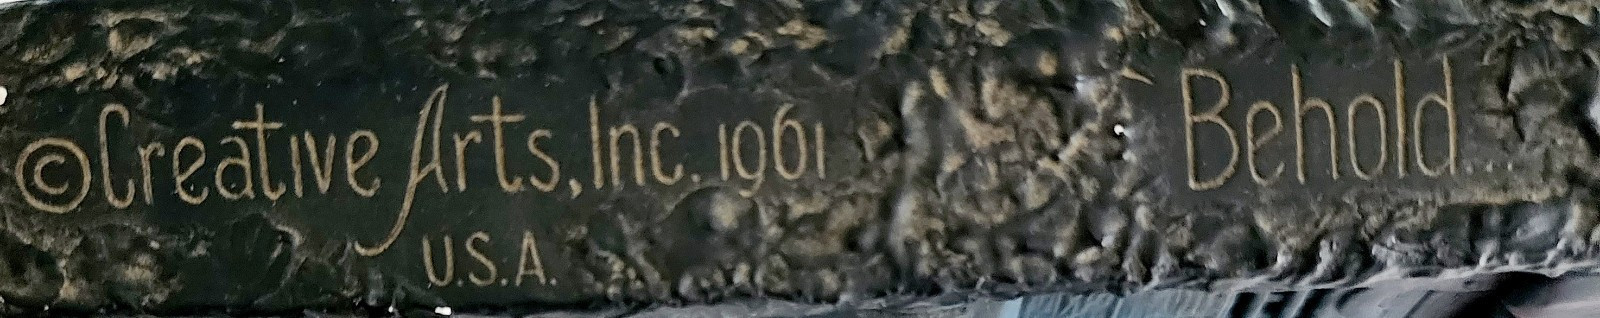 ©Creative Arts, Inc. 1961
U.S.A.
Behold....